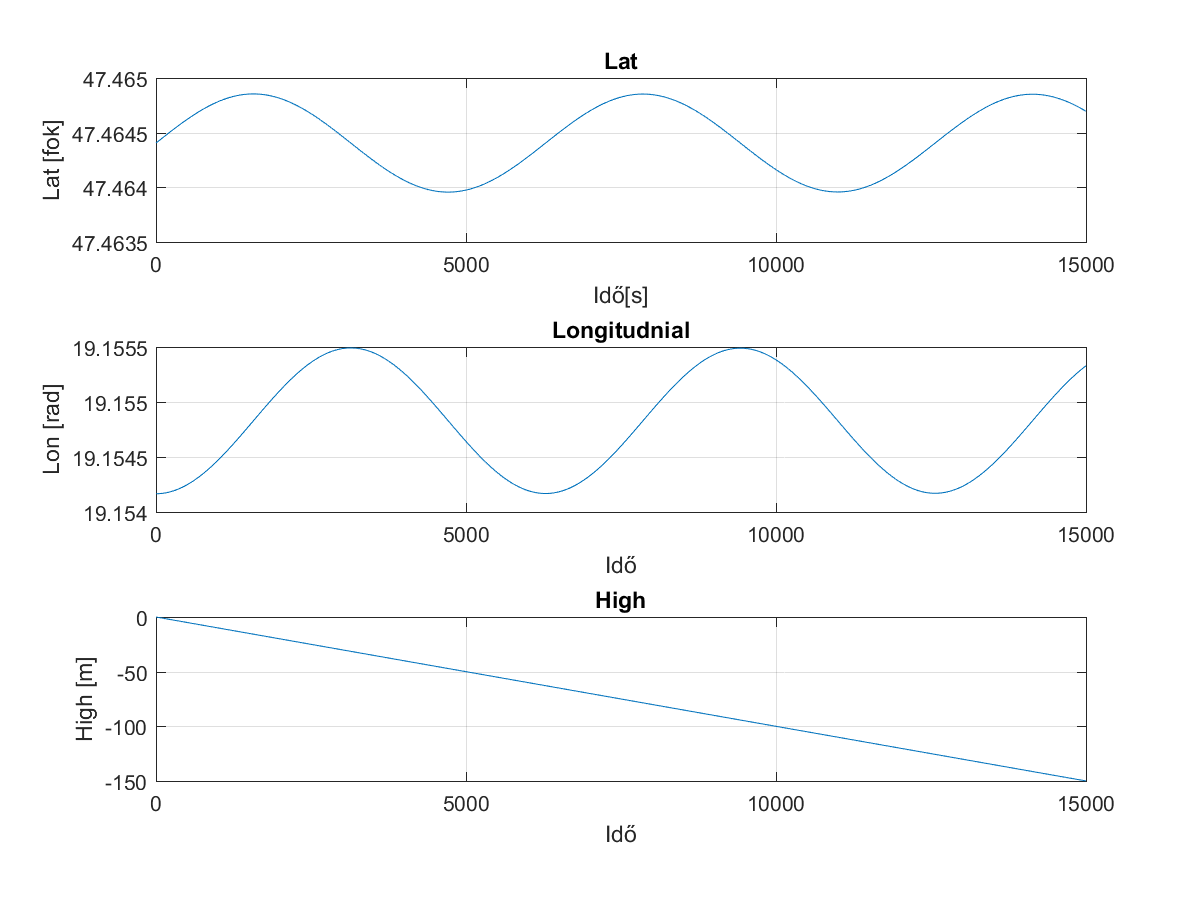 Lat
47.465
47.4645
47.464
47.4635
Lat [fok]
0 5000 10000 15000
Idő[s]
Longitudnial
19.1555
19.155
19.1545
19.154
Lon [rad]
0 5000 10000 15000
Idő
High
0
-50
-100
-150
High [m]
0 5000 10000 15000
Idő